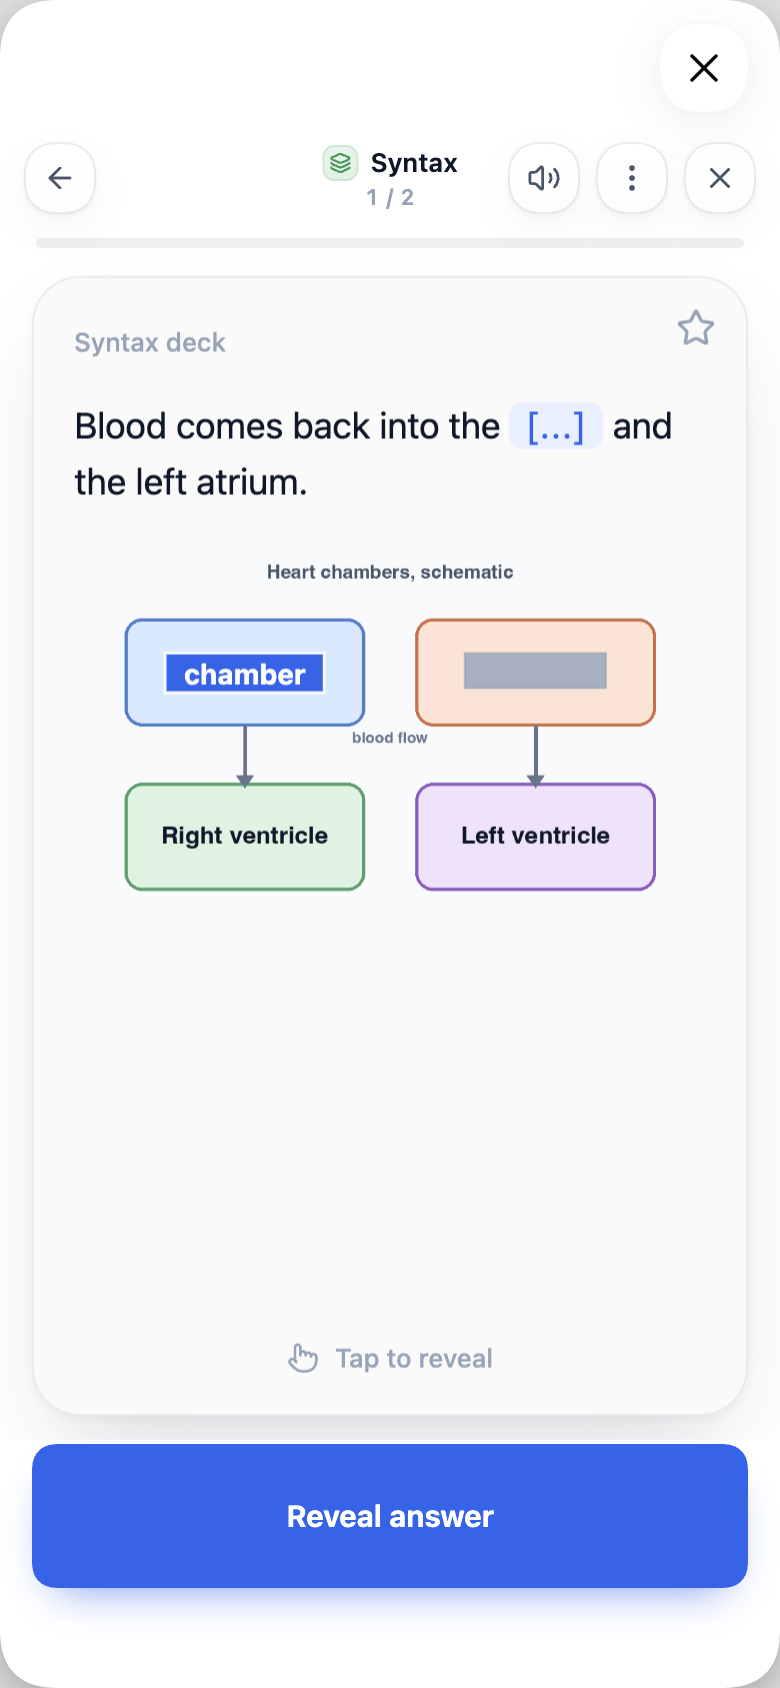 Syntax
1 / 2
Syntax deck
Blood comes back into the [...] and
the left atrium.
Heart chambers, schematic
chamber
blood flow
Right ventricle
Left ventricle
Tap to reveal
Reveal answer